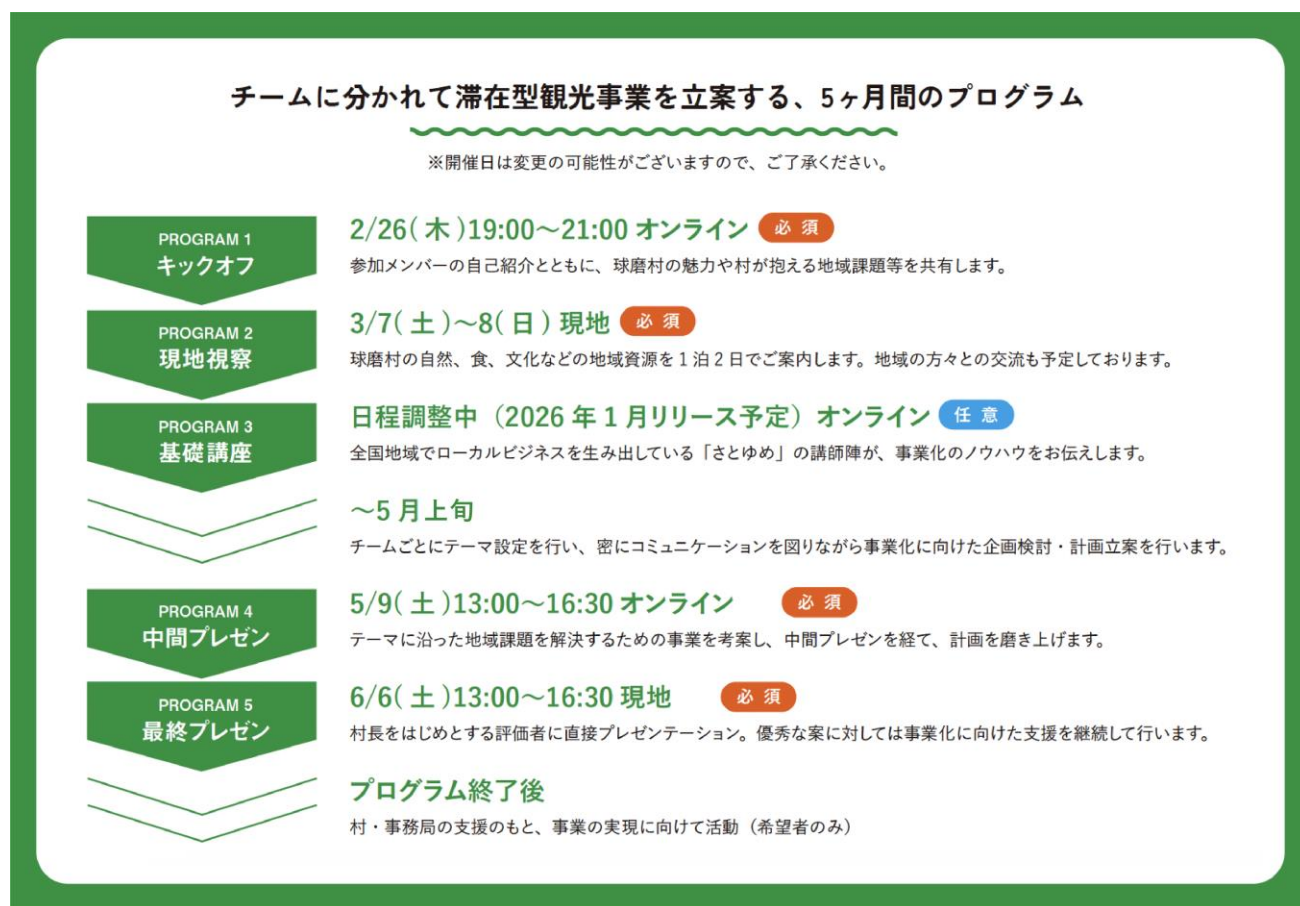 チームに分かれて滞在型観光事業を立案する、5ヶ月間のプログラム
※開催日は変更の可能性がございますので、ご了承ください。
PROGRAM 1
キックオフ
2/26(木)19:00〜21:00 オンライン 必須
参加メンバーの自己紹介とともに、球磨村の魅力や村が抱える地域課題等を共有します。
PROGRAM 2
現地視察
3/7(土)〜8(日)現地 必須
球磨村の自然、食、文化などの地域資源を1泊2日でご案内します。地域の方々との交流も予定しております。
PROGRAM 3
基礎講座
日程調整中(2026年1月リリース予定)オンライン 任意
全国地域でローカルビジネスを生み出している「さとゆめ」の講師陣が、事業化のノウハウをお伝えします。
〜5月上旬
チームごとにテーマ設定を行い、密にコミュニケーションを図りながら事業化に向けた企画検討・計画立案を行います。
PROGRAM 4
中間プレゼン
5/9(土)13:00〜16:30 オンライン 必須
テーマに沿った地域課題を解決するための事業を考案し、中間プレゼンを経て、計画を磨き上げます。
PROGRAM 5
最終プレゼン
6/6(土)13:00〜16:30 現地 必須
村長をはじめとする評価者に直接プレゼンテーション。優秀な案に対しては事業化に向けた支援を継続して行います。
プログラム終了後
村・事務局の支援のもと、事業の実現に向けて活動(希望者のみ)